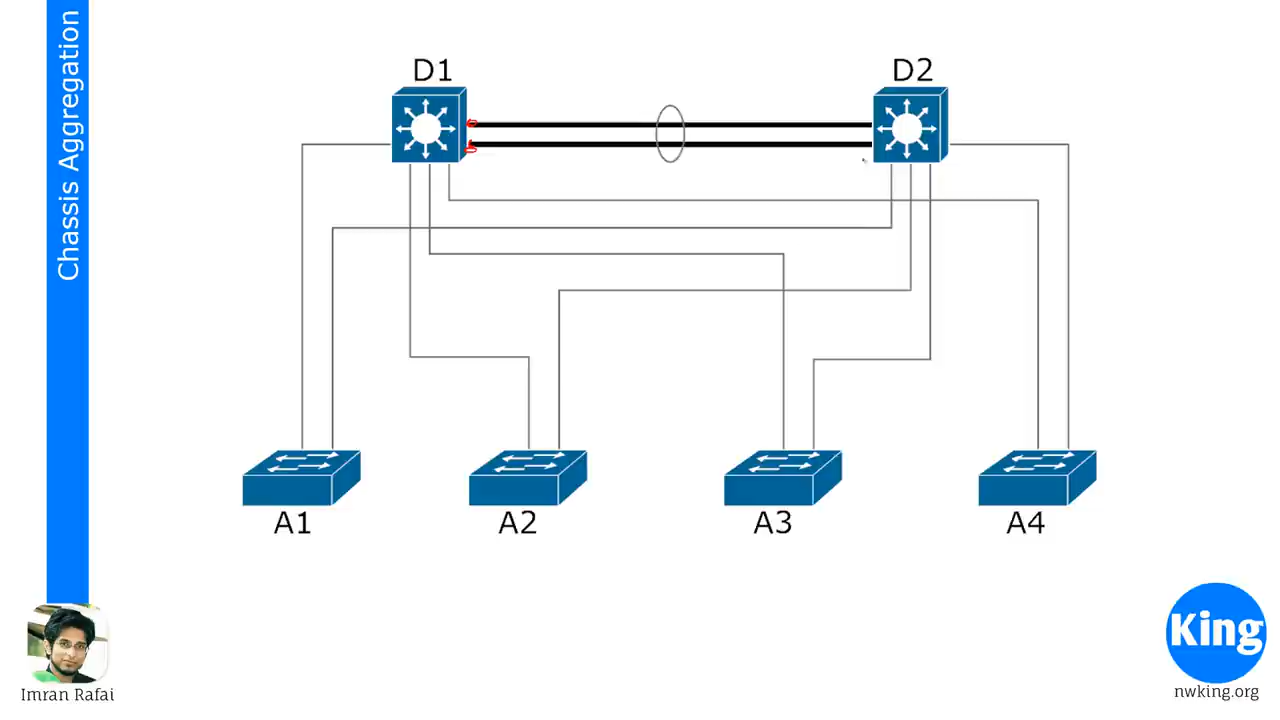 Chassis Aggregation
D1
D2
A1
A2
A3
A4
Imran Rafai
King
nwking.org